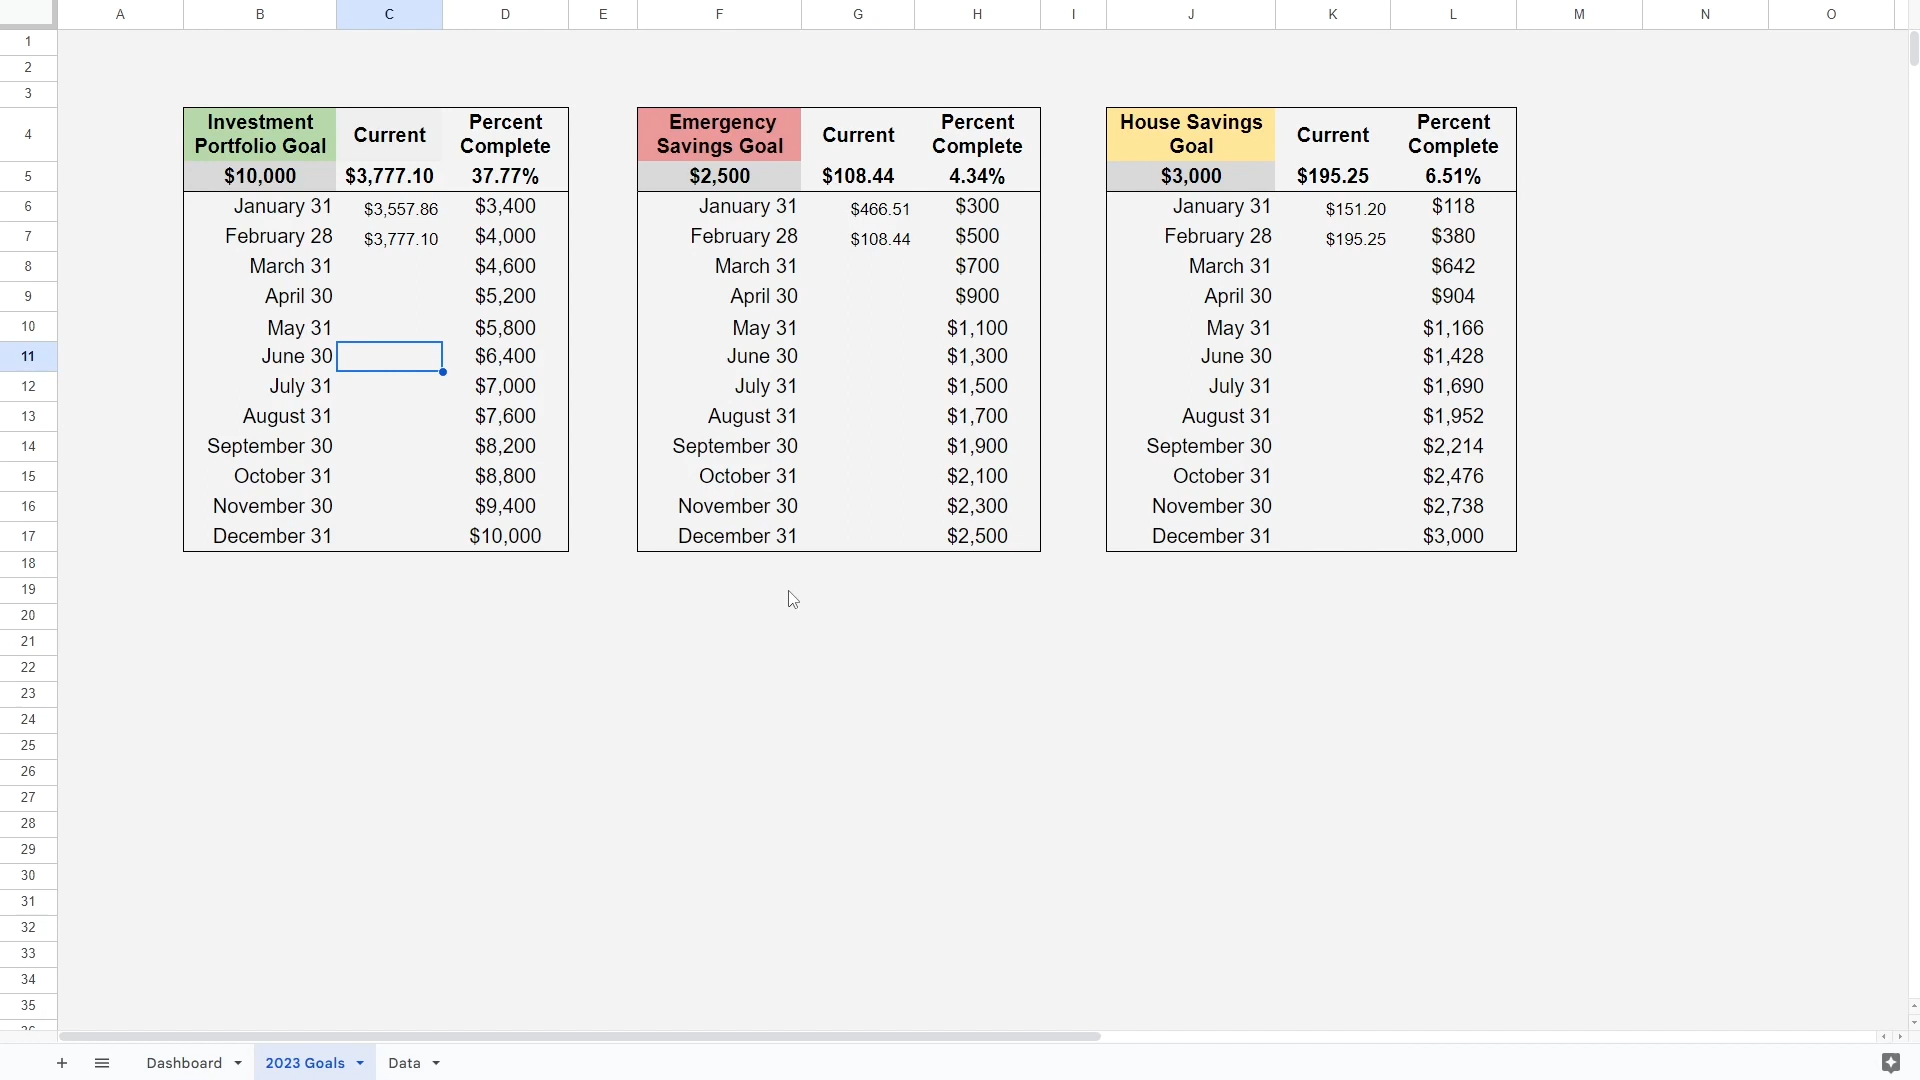 A B C D E F G H I J K L M N O
1
2
3
4 Investment Portfolio Goal Current Percent Complete Emergency Savings Goal Current Percent Complete House Savings Goal Current Percent Complete
5 $10,000 $3,777.10 37.77% $2,500 $108.44 4.34% $3,000 $195.25 6.51%
6 January 31 $3,557.86 $3,400 January 31 $466.51 $300 January 31 $151.20 $118
7 February 28 $3,777.10 $4,000 February 28 $108.44 $500 February 28 $195.25 $380
8 March 31 $4,600 March 31 $700 March 31 $642
9 April 30 $5,200 April 30 $900 April 30 $904
10 May 31 $5,800 May 31 $1,100 May 31 $1,166
11 June 30 $6,400 June 30 $1,300 June 30 $1,428
12 July 31 $7,000 July 31 $1,500 July 31 $1,690
13 August 31 $7,600 August 31 $1,700 August 31 $1,952
14 September 30 $8,200 September 30 $1,900 September 30 $2,214
15 October 31 $8,800 October 31 $2,100 October 31 $2,476
16 November 30 $9,400 November 30 $2,300 November 30 $2,738
17 December 31 $10,000 December 31 $2,500 December 31 $3,000
18
19
20
21
22
23
24
25
26
27
28
29
30
31
32
33
34
35
Dashboard 2023 Goals Data